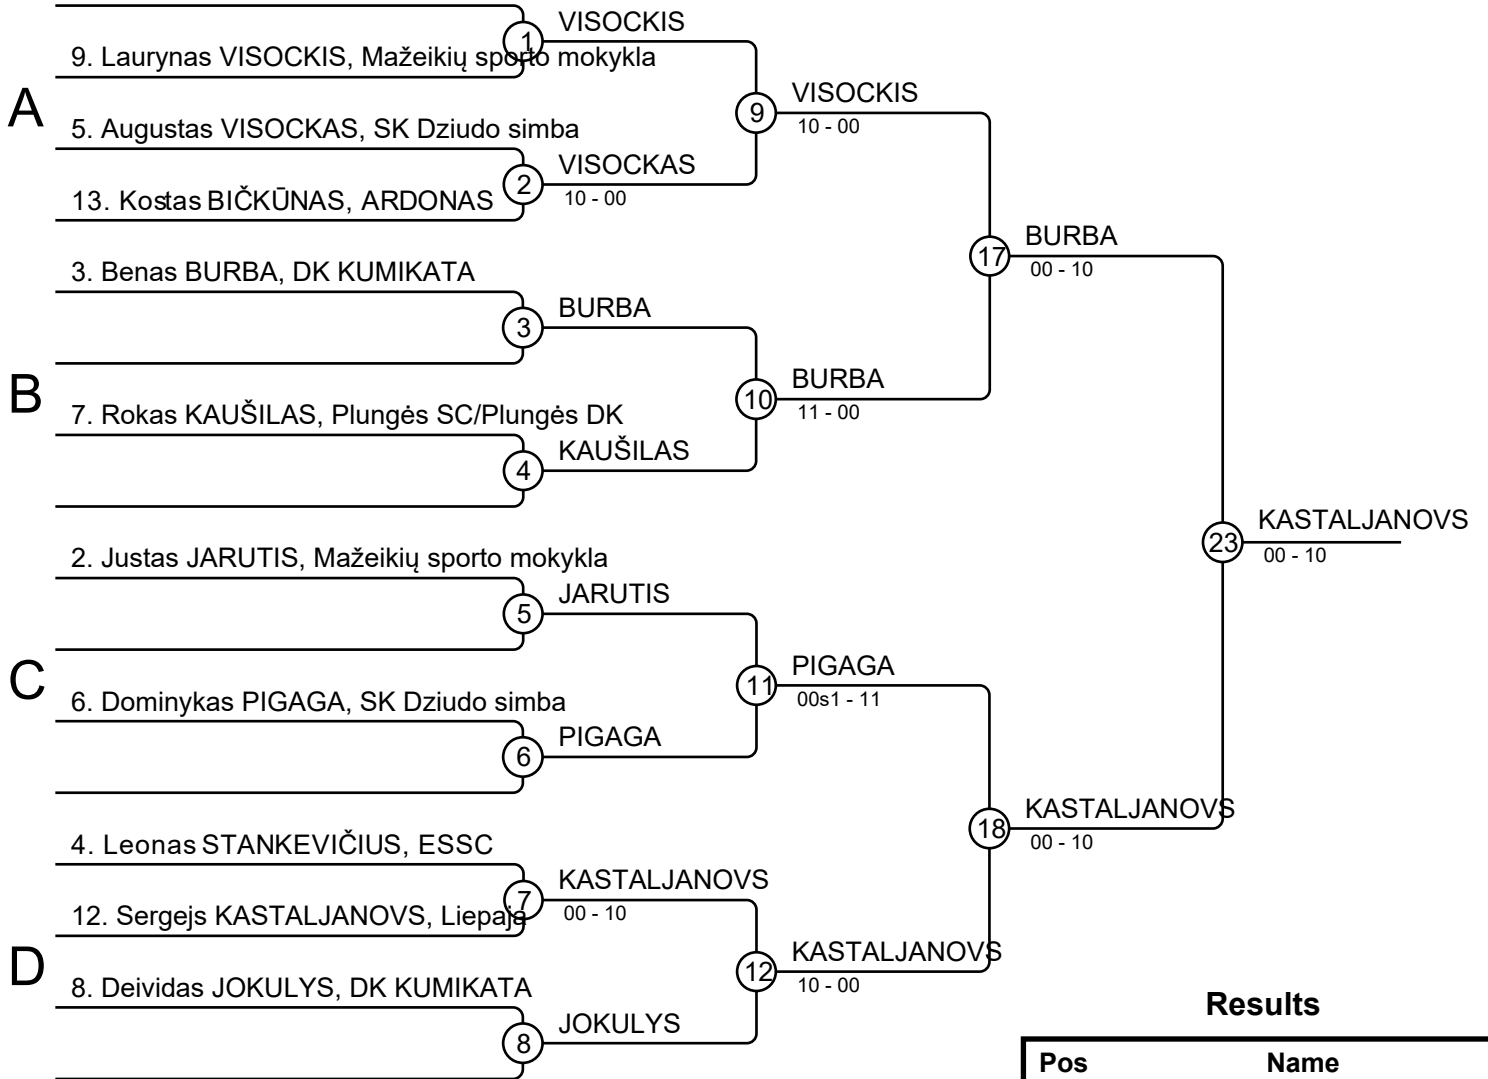 VISOCKIS
1
9. Laurynas VISOCKIS, Mažeikių sporto mokykla
A
VISOCKIS
9
10 - 00
5. Augustas VISOCKAS, SK Dziudo simba
VISOCKAS
2
10 - 00
13. Kostas BIČKŪNAS, ARDONAS
BURBA
17
00 - 10
3. Benas BURBA, DK KUMIKATA
BURBA
3
B
BURBA
10
11 - 00
7. Rokas KAUŠILAS, Plungės SC/Plungės DK
KAUŠILAS
4
KASTALJANOVS
23
00 - 10
2. Justas JARUTIS, Mažeikių sporto mokykla
JARUTIS
5
C
PIGAGA
11
00s1 - 11
6. Dominykas PIGAGA, SK Dziudo simba
PIGAGA
6
KASTALJANOVS
18
00 - 10
4. Leonas STANKEVIČIUS, ESSC
KASTALJANOVS
7
00 - 10
12. Sergejs KASTALJANOVS, Liepaja
D
KASTALJANOVS
12
10 - 00
8. Deividas JOKULYS, DK KUMIKATA
JOKULYS
8
Results
Pos Name